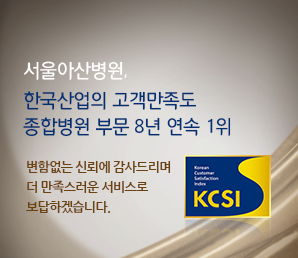 서울아산병원,
한국산업의 고객만족도
종합병원 부문 8년 연속 1위
변함없는 신뢰에 감사드리며
더 만족스러운 서비스로
보답하겠습니다.
Korean
Customer
Satisfaction
Index
KCSI